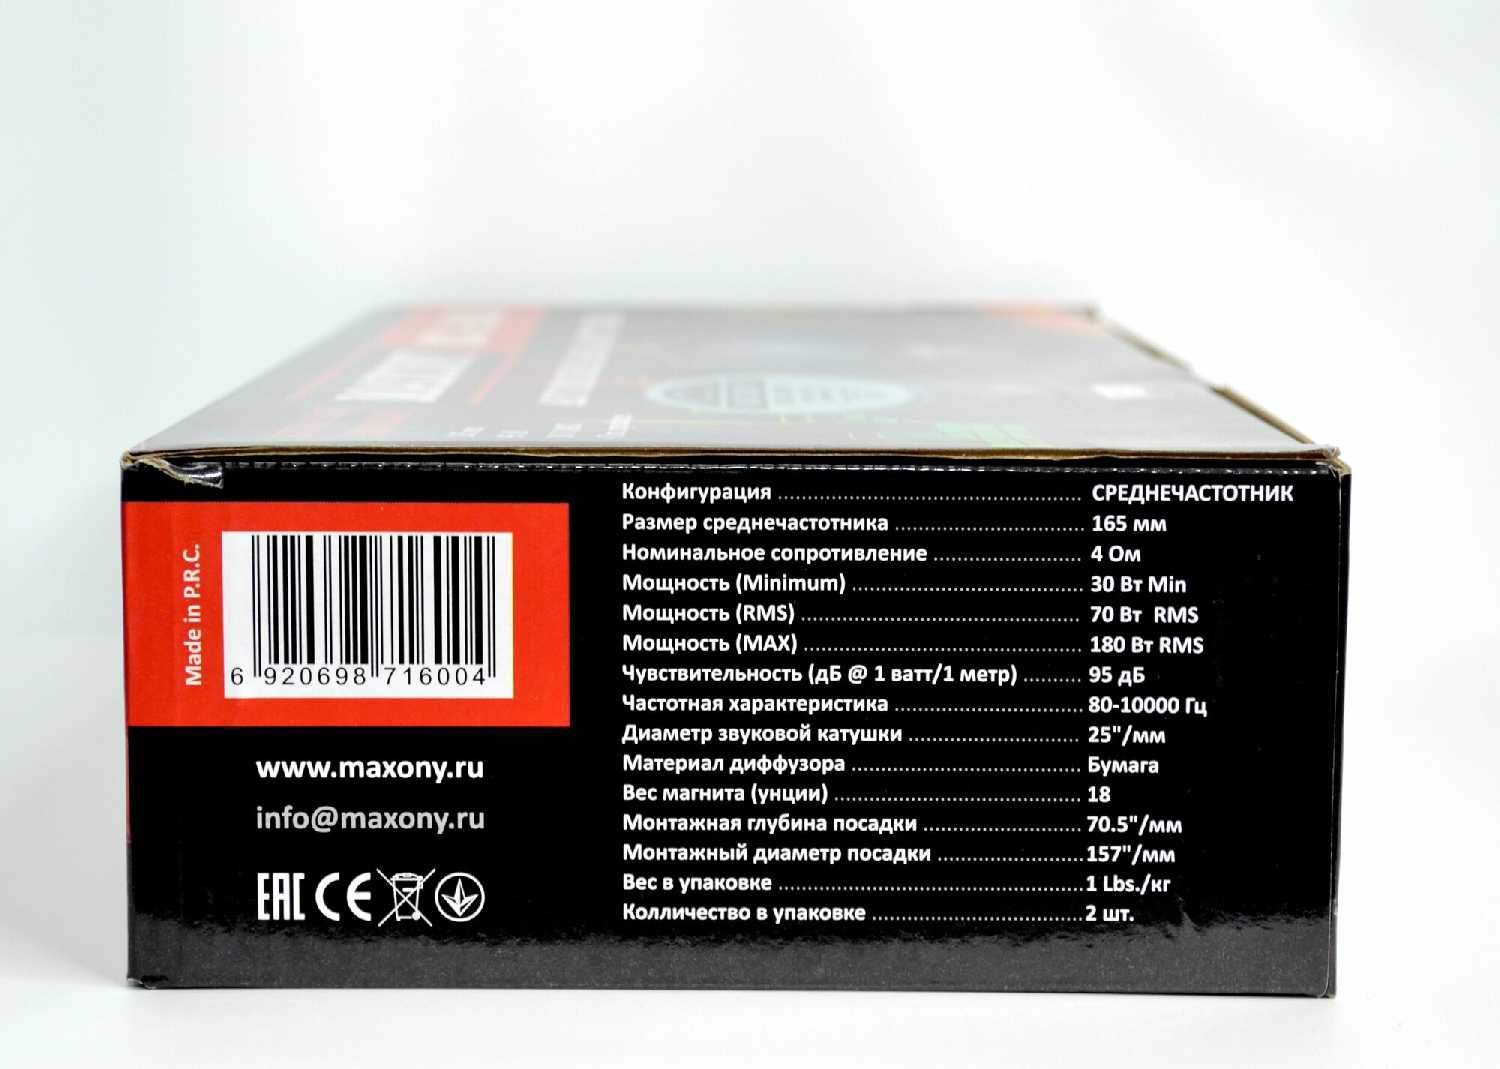 Made in P.R.C.
6 920698 716004
www.maxony.ru
info@maxony.ru
EAC CE
Конфигурация ........ СРЕДНЕЧАСТОТНИК
Размер среднечастотника ........ 165 мм
Номинальное сопротивление ........ 4 Ом
Мощность (Minimum) ........ 30 Вт Min
Мощность (RMS) ........ 70 Вт RMS
Мощность (MAX) ........ 180 Вт RMS
Чувствительность (дБ @ 1 ватт/1 метр) ........ 95 дБ
Частотная характеристика ........ 80-10000 Гц
Диаметр звуковой катушки ........ 25"/мм
Материал диффузора ........ Бумага
Вес магнита (унции) ........ 18
Монтажная глубина посадки ........ 70.5"/мм
Монтажный диаметр посадки ........ 157"/мм
Вес в упаковке ........ 1 Lbs./кг
Колличество в упаковке ........ 2 шт.